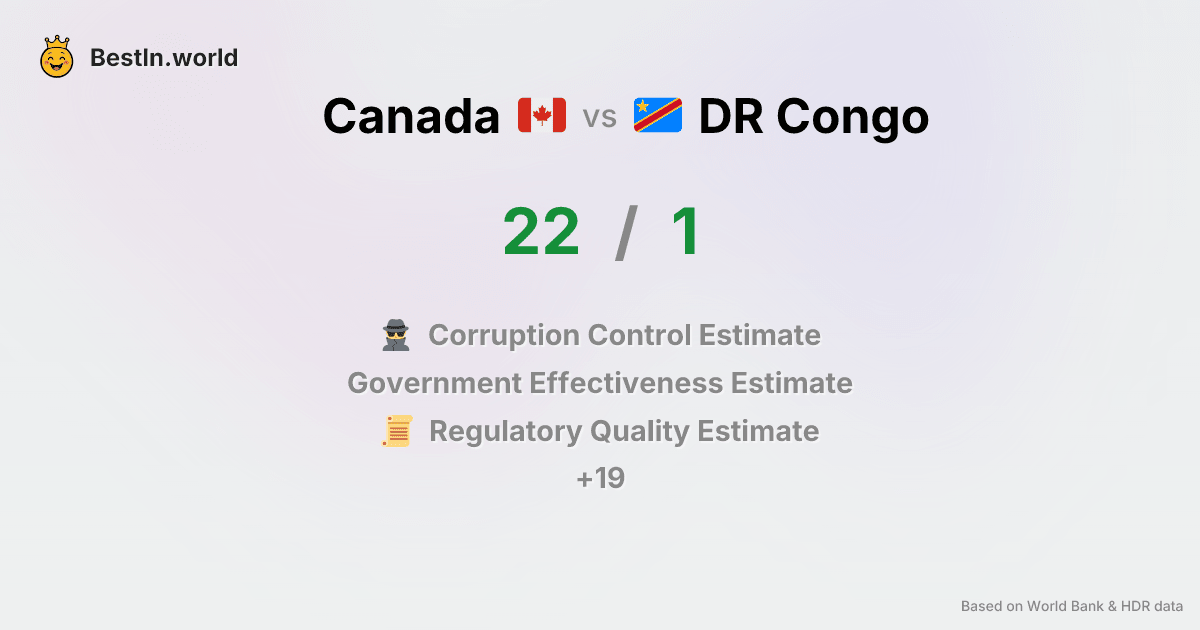 BestIn.world
Canada vs DR Congo
22 / 1
Corruption Control Estimate
Government Effectiveness Estimate
Regulatory Quality Estimate
+19
Based on World Bank & HDR data